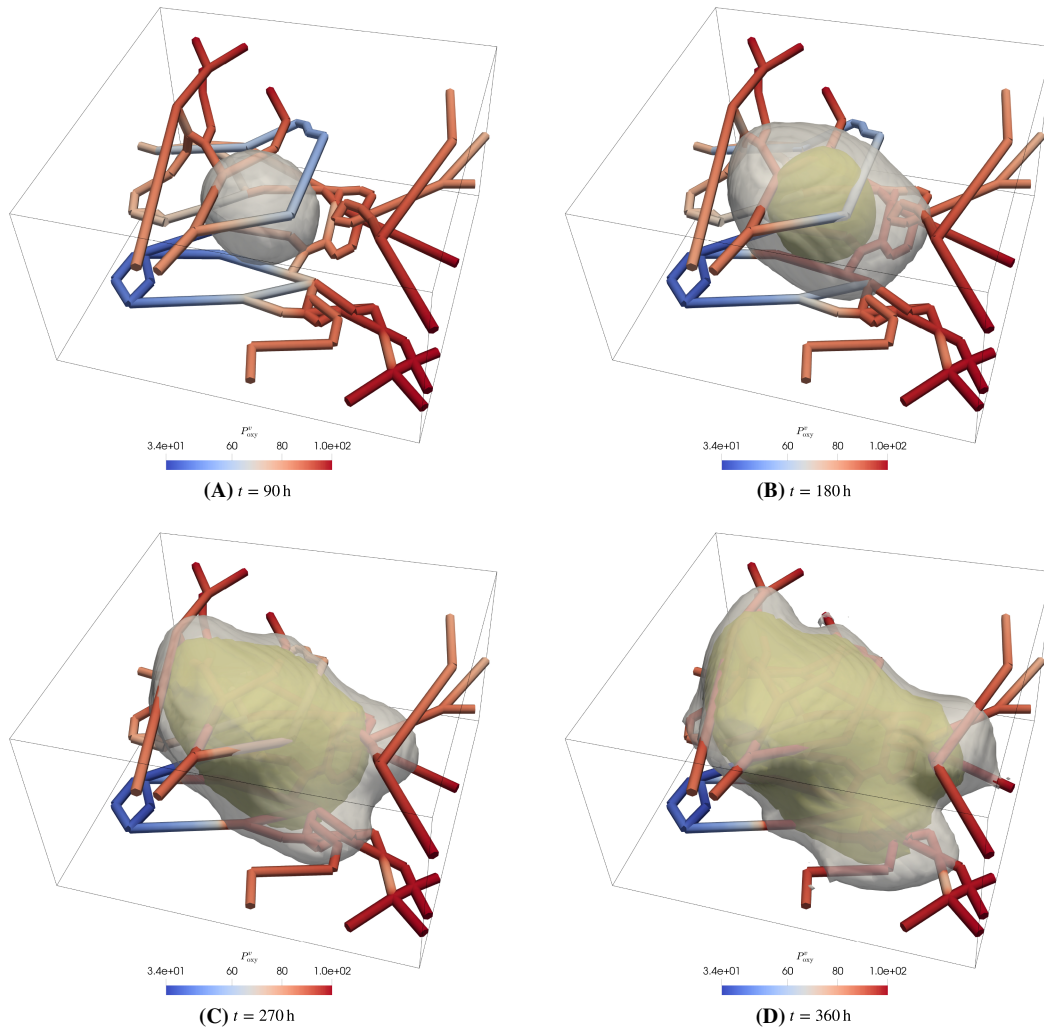 P^v_oxy P^v_oxy
3.4e+01 60 80 1.0e+02 3.4e+01 60 80 1.0e+02
(A) t = 90 h (B) t = 180 h
P^v_oxy P^v_oxy
3.4e+01 60 80 1.0e+02 3.4e+01 60 80 1.0e+02
(C) t = 270 h (D) t = 360 h